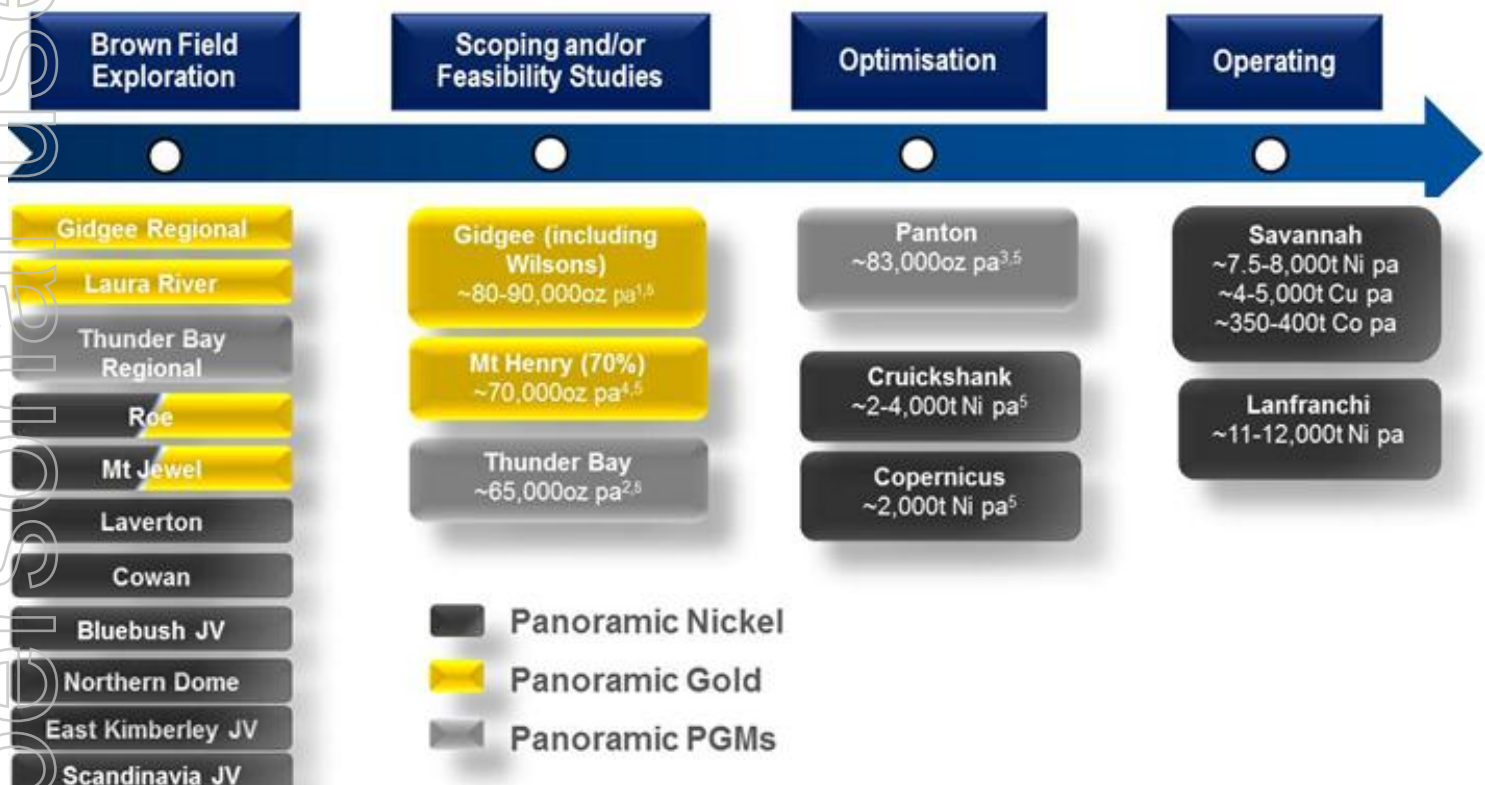 Brown Field
Exploration
Scoping and/or
Feasibility Studies
Optimisation
Operating
Gidgee Regional
Laura River
Thunder Bay
Regional
Roe
Mt Jewel
Laverton
Cowan
Bluebush JV
Northern Dome
East Kimberley JV
Scandinavia JV
Gidgee (including
Wilsons)
~80-90,000oz pa1,5
Mt Henry (70%)
~70,000oz pa4,5
Thunder Bay
~65,000oz pa2,5
Panton
~83,000oz pa3,5
Cruickshank
~2-4,000t Ni pa5
Copernicus
~2,000t Ni pa5
Savannah
~7.5-8,000t Ni pa
~4-5,000t Cu pa
~350-400t Co pa
Lanfranchi
~11-12,000t Ni pa
Panoramic Nickel
Panoramic Gold
Panoramic PGMs